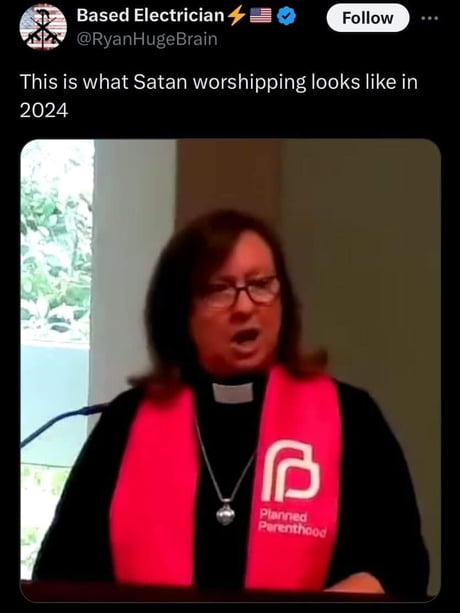 Based Electrician⚡🇺🇸
Follow
@RyanHugeBrain
This is what Satan worshipping looks like in
2024
Planned
Parenthood